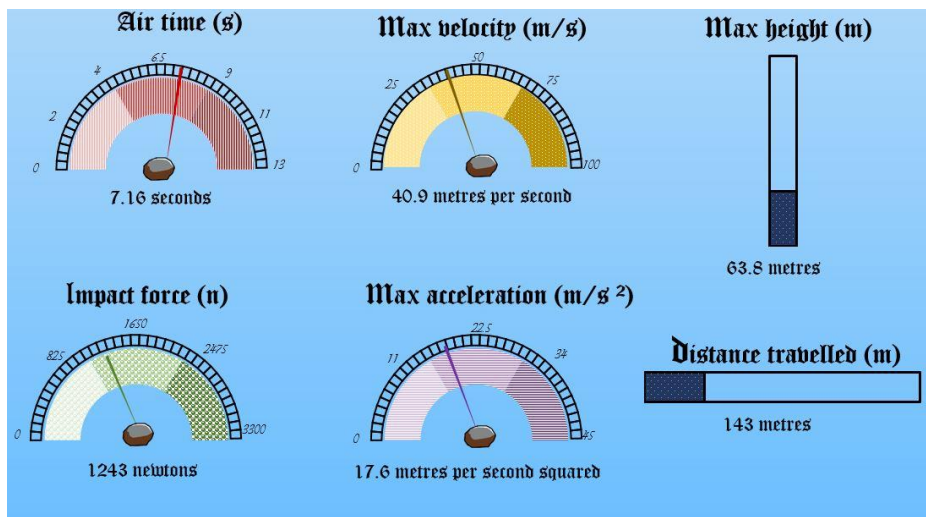 Air time (s)
0
2
4
6.5
9
11
13
7.16 seconds
Max velocity (m/s)
0
25
50
75
100
40.9 metres per second
Max height (m)
63.8 metres
Impact force (n)
0
825
1650
2475
3300
1243 newtons
Max acceleration (m/s ²)
0
11
22.5
34
45
17.6 metres per second squared
Distance travelled (m)
143 metres